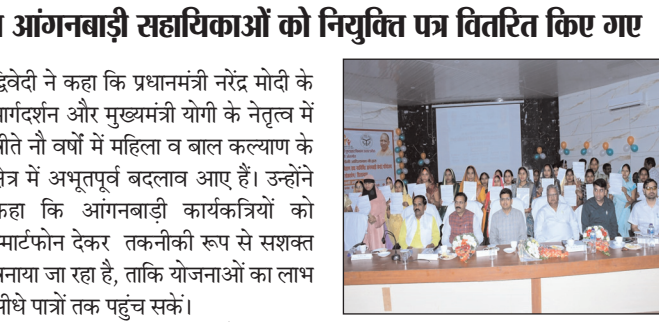 आंगनबाड़ी सहायिकाओं को नियुक्ति पत्र वितरित किए गए
द्विवेदी ने कहा कि प्रधानमंत्री नरेंद्र मोदी के
मार्गदर्शन और मुख्यमंत्री योगी के नेतृत्व में
बीते नौ वर्षों में महिला व बाल कल्याण के
क्षेत्र में अभूतपूर्व बदलाव आए हैं। उन्होंने
कहा कि आंगनबाड़ी कार्यकत्रियों को
स्मार्टफोन देकर तकनीकी रूप से सशक्त
बनाया जा रहा है, ताकि योजनाओं का लाभ
सीधे पात्रों तक पहुंच सकें।